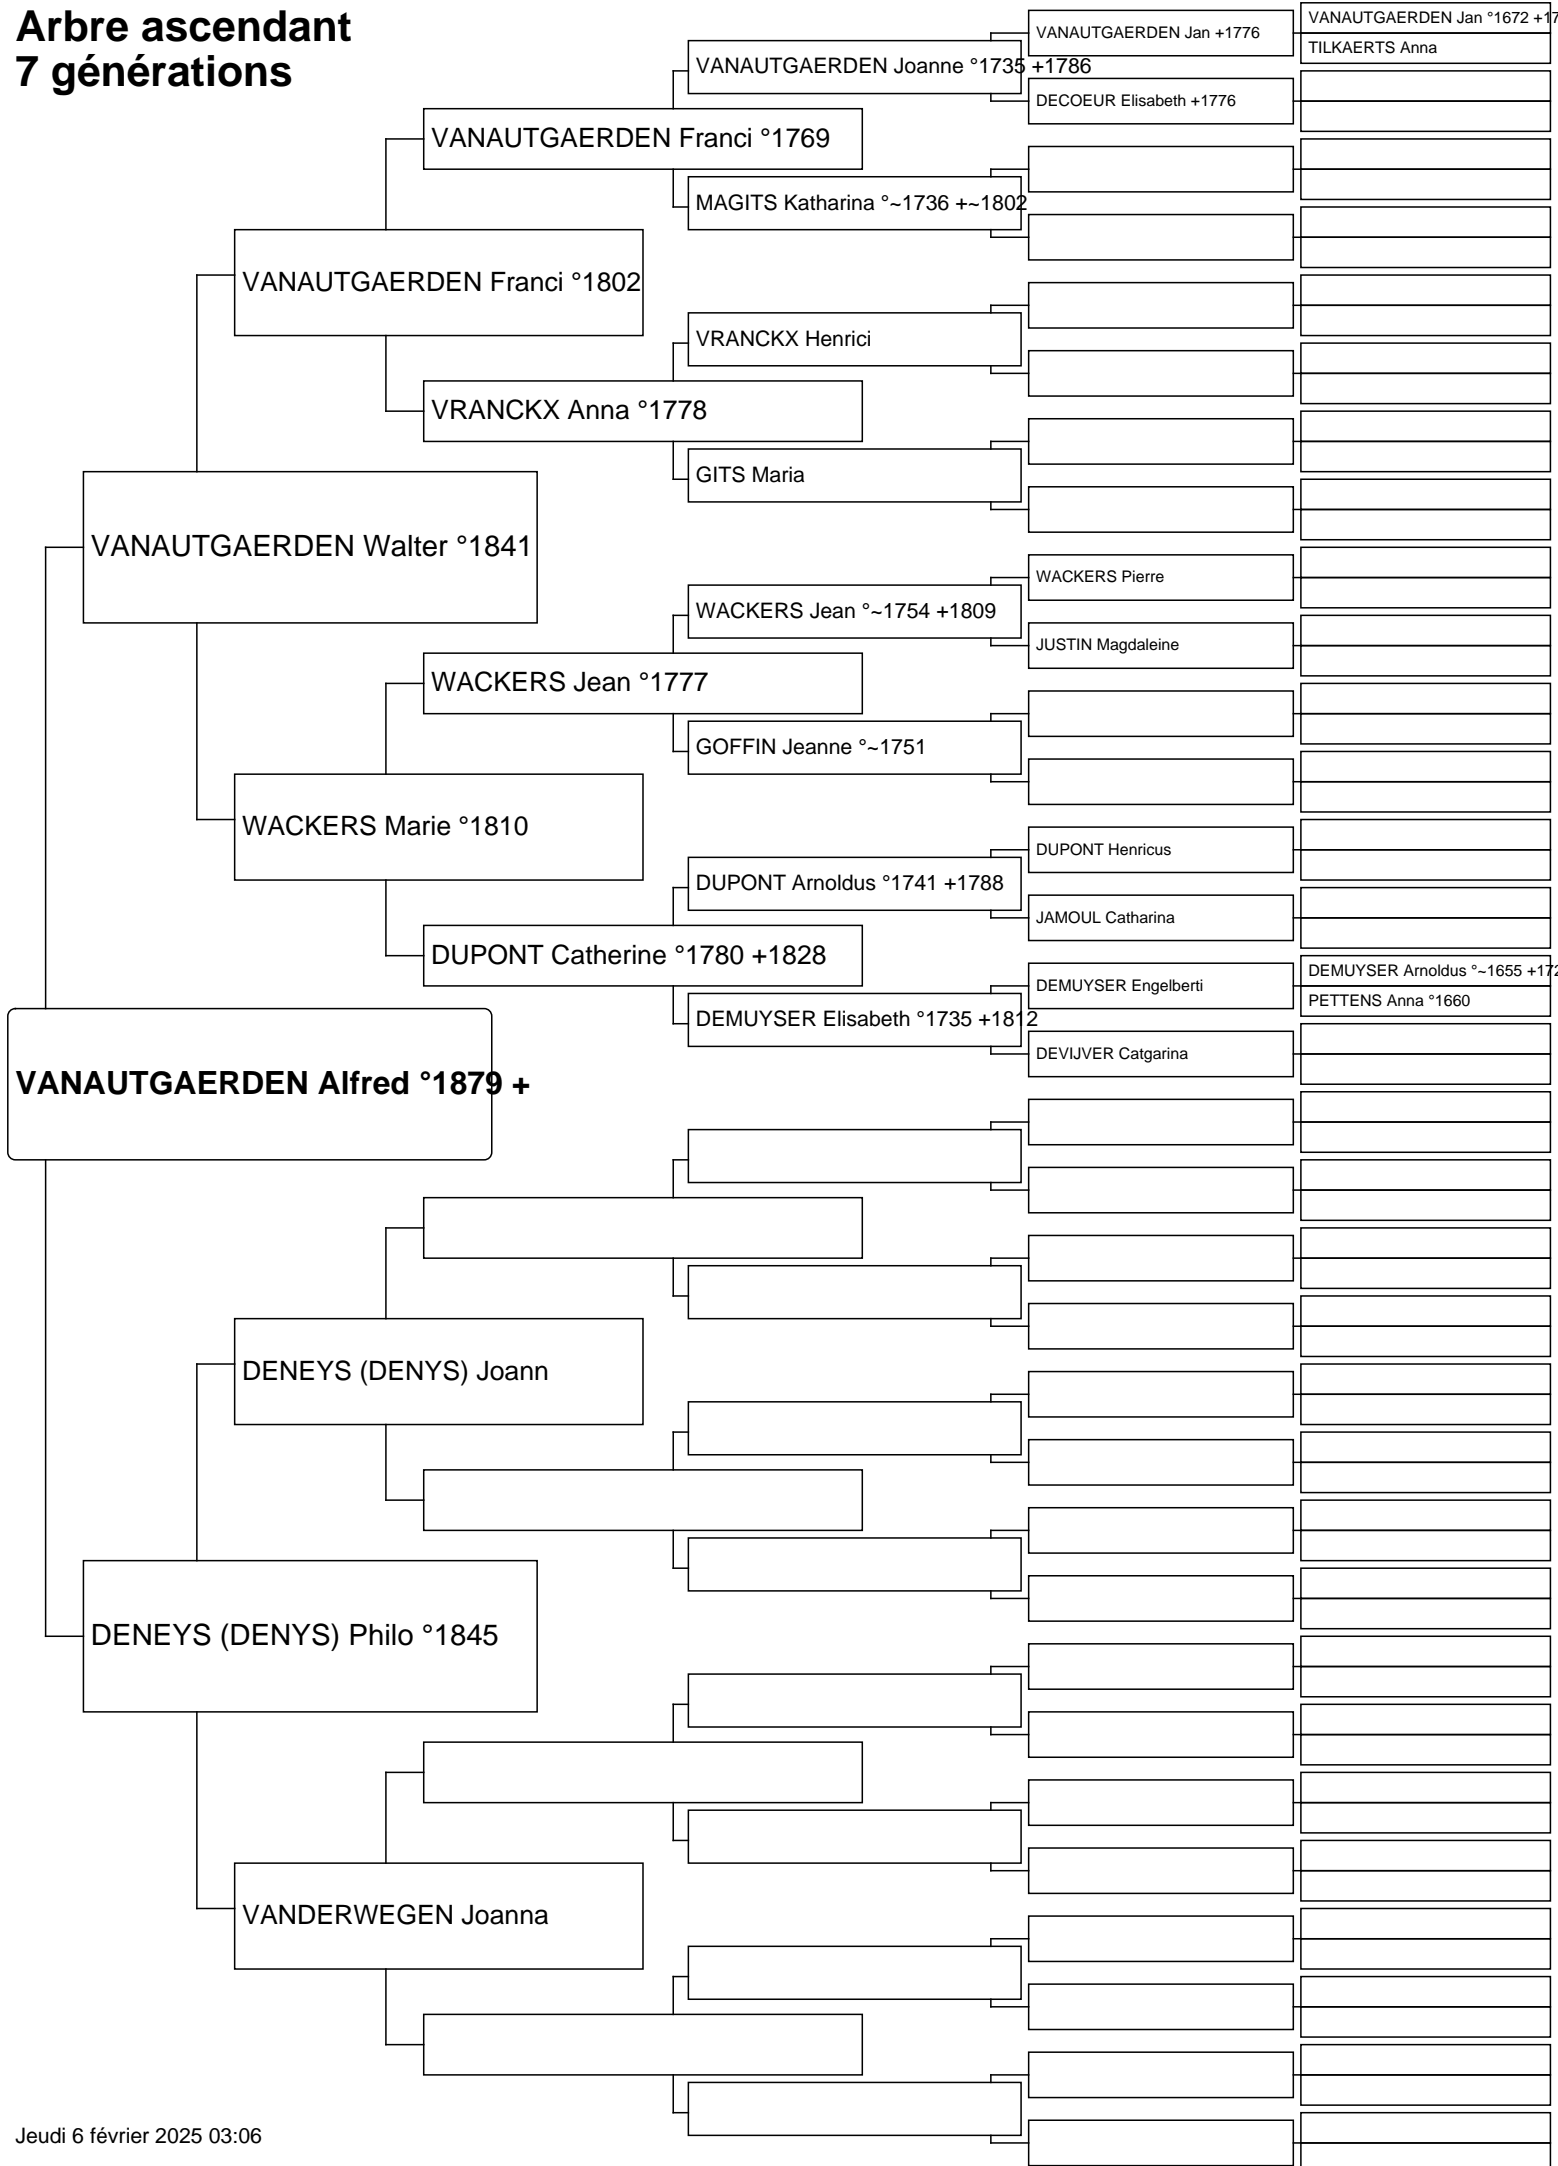 Arbre ascendant
7 générations
VANAUTGAERDEN Jan °1672 +17
VANAUTGAERDEN Jan +1776
TILKAERTS Anna
VANAUTGAERDEN Joanne °1735 +1786
DECOEUR Elisabeth +1776
VANAUTGAERDEN Franci °1769
MAGITS Katharina °~1736 +~1802
VANAUTGAERDEN Franci °1802
VRANCKX Henrici
VRANCKX Anna °1778
GITS Maria
VANAUTGAERDEN Walter °1841
WACKERS Pierre
WACKERS Jean °~1754 +1809
JUSTIN Magdaleine
WACKERS Jean °1777
GOFFIN Jeanne °~1751
WACKERS Marie °1810
DUPONT Henricus
DUPONT Arnoldus °1741 +1788
JAMOUL Catharina
DUPONT Catherine °1780 +1828
DEMUYSER Arnoldus °~1655 +172
DEMUYSER Engelberti
PETTENS Anna °1660
DEMUYSER Elisabeth °1735 +1812
DEVIJVER Catgarina
VANAUTGAERDEN Alfred °1879 +
DENEYS (DENYS) Joann
DENEYS (DENYS) Philo °1845
VANDERWEGEN Joanna
Jeudi 6 février 2025 03:06